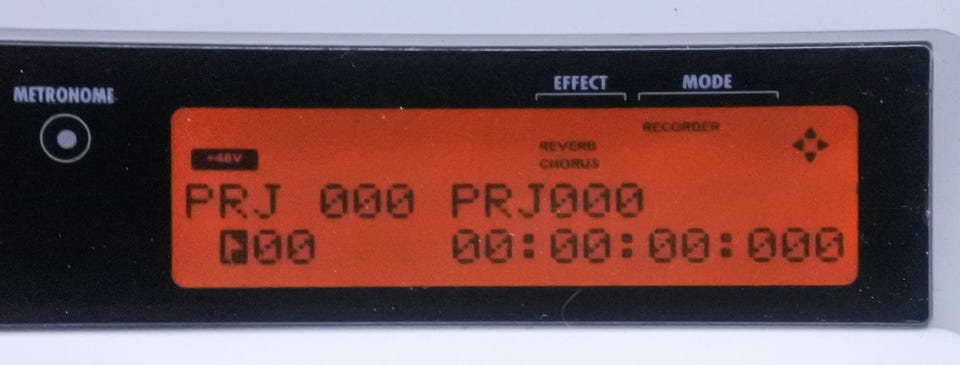 METRONOME
EFFECT MODE
RECORDER
REVERB
+48V
CHORUS
PRJ 000 PRJ000
00 00:00:00:000